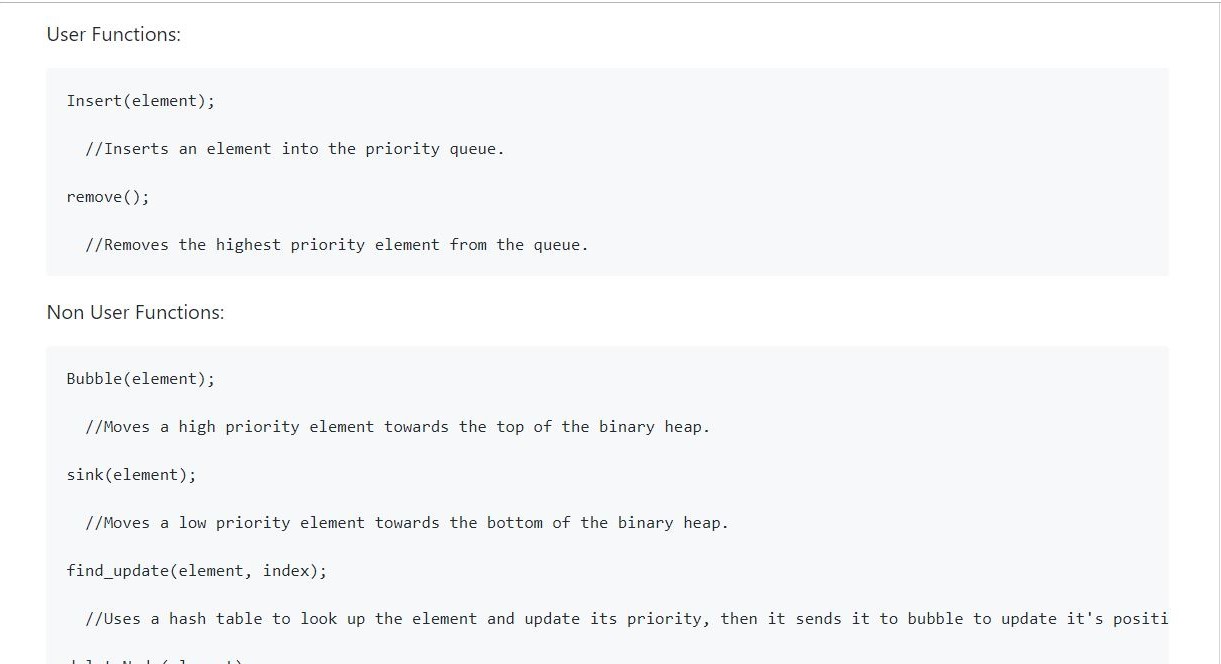 User Functions:
Insert(element);
//Inserts an element into the priority queue.
remove();
//Removes the highest priority element from the queue.
Non User Functions:
Bubble(element);
//Moves a high priority element towards the top of the binary heap.
sink(element);
//Moves a low priority element towards the bottom of the binary heap.
find_update(element, index);
//Uses a hash table to look up the element and update its priority, then it sends it to bubble to update it's positi